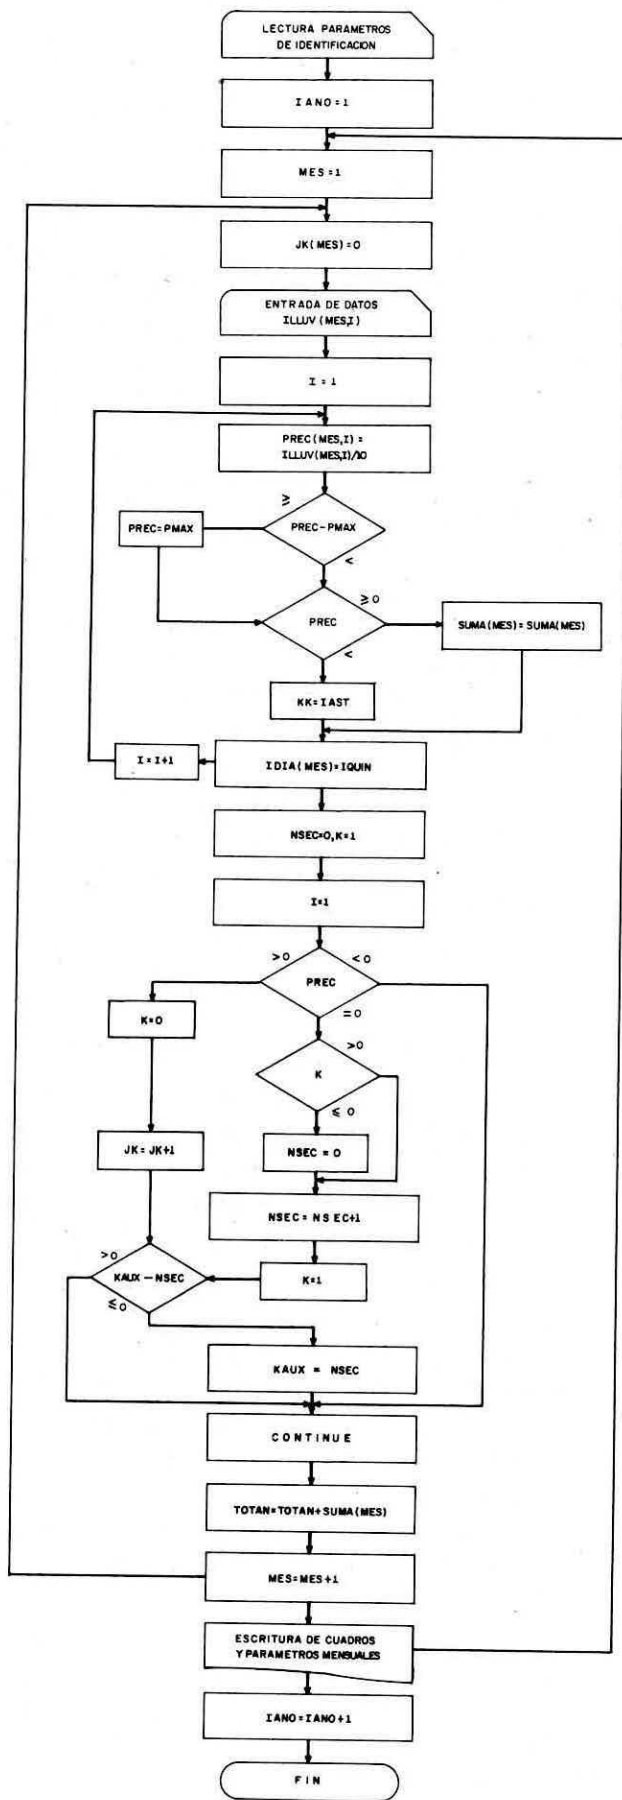 LECTURA PARAMETROS
DE IDENTIFICACION
IANO=1
MES=1
JK(MES)=0
ENTRADA DE DATOS
ILLUV(MES,I)
I=1
PREC(MES,I)=
ILLUV(MES,I)/10
≥
PREC-PMAX
PREC=PMAX
<
≥0
PREC
SUMA(MES)=SUMA(MES)
<
KK=IAST
I=I+1
IDIA(MES)=IQUIN
NSEC=0,K=1
I=1
>0
<0
PREC
=0
K=0
>0
K
≤0
JK=JK+1
NSEC=0
NSEC=NSEC+1
>0
KAUX-NSEC
K=1
≤0
KAUX = NSEC
CONTINUE
TOTAN=TOTAN+SUMA(MES)
MES=MES+1
ESCRITURA DE CUADROS
Y PARAMETROS MENSUALES
IANO=IANO+1
FIN